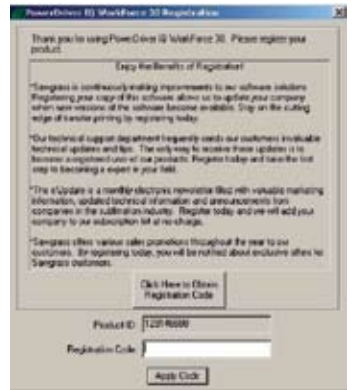 PowerDriver IQ WorkForce 30 Registration
Thank you for using PowerDriver IQ WorkForce 30. Please register your
product.
Enjoy the Benefits of Registration!
*Sawgrass is continuously making improvements to our software solutions.
Registering your copy of this software allows us to update your company
when new versions of the software become available. Stay on the cutting
edge of transfer printing by registering today.
*Our technical support department frequently sends our customers invaluable
technical updates and tips. The only way to receive these updates is to
become a registered user of our products. Register today and take the first
step to becoming a expert in your field.
*The eUpdate is a monthly electronic newsletter filled with valuable marketing
information, updated technical information and announcements from
companies in the sublimation industry. Register today and we will add your
company to our subscription list at no charge.
*Sawgrass offers various sales promotions throughout the year to our
customers. By registering today, you will be notified about exclusive offers for
Sawgrass customers.
Click Here to Obtain
Registration Code
Product ID:
Registration Code:
Apply Code